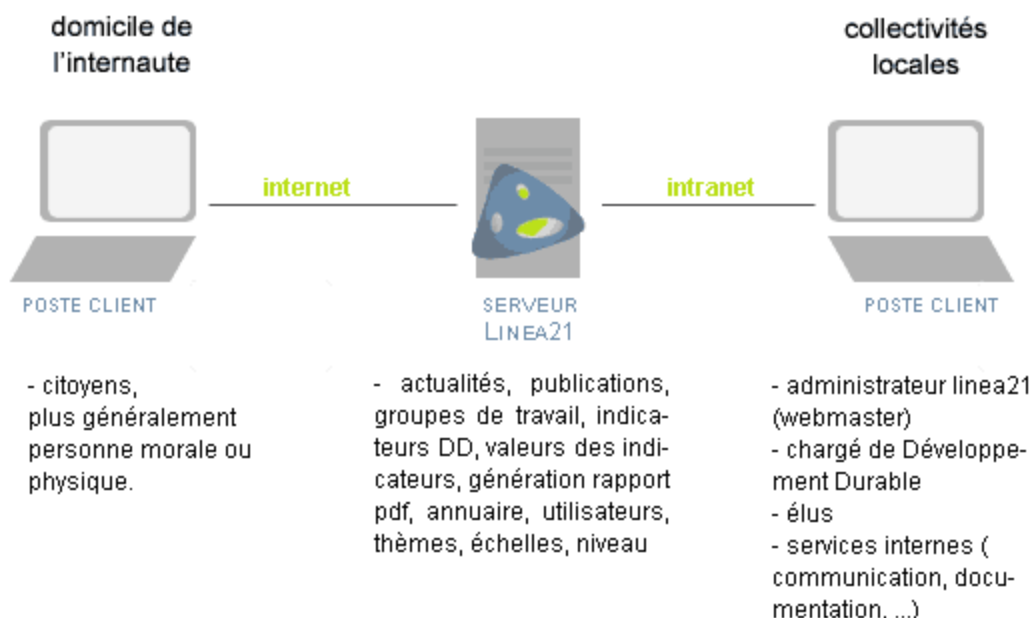 domicile de
l'internaute
collectivités
locales
internet
intranet
POSTE CLIENT
SERVEUR
LINEA21
POSTE CLIENT
- citoyens,
plus généralement
personne morale ou
physique.
- actualités, publications,
groupes de travail, indica-
teurs DD, valeurs des indi-
cateurs, génération rapport
pdf, annuaire, utilisateurs,
thèmes, échelles, niveau
- administrateur linea21
(webmaster)
- chargé de Développe-
ment Durable
- élus
- services internes (
communication, docu-
mentation, ...)